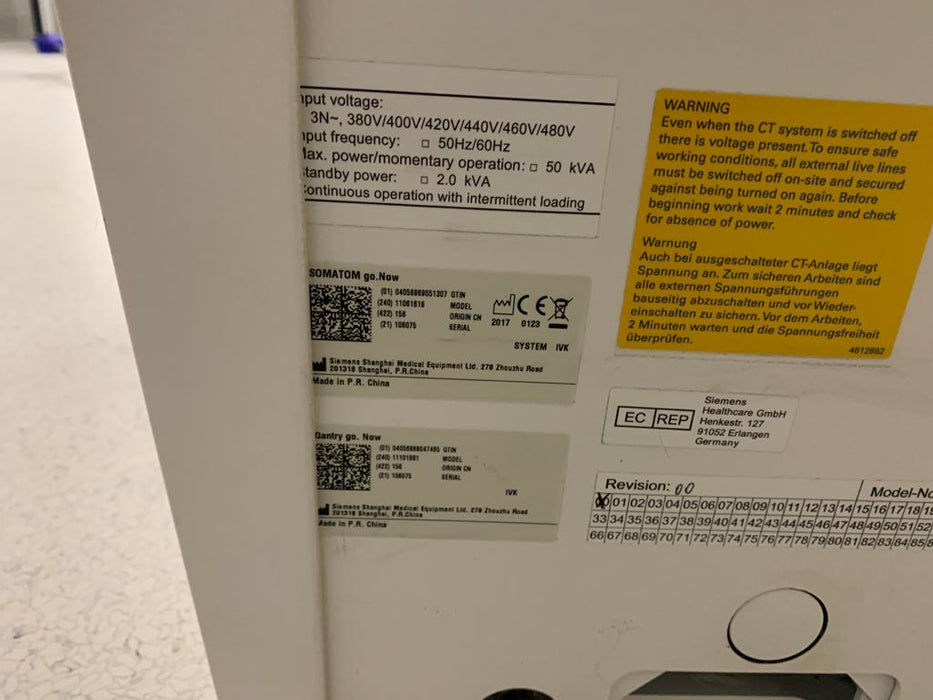 nput voltage:
3N~, 380V/400V/420V/440V/460V/480V
nput frequency: □ 50Hz/60Hz
Max. power/momentary operation: □ 50 kVA
tandby power: □ 2.0 kVA
Continuous operation with intermittent loading
SOMATOM go.Now
(01) 04056869051307 GTIN
(240) 11061618 MODEL
(422) 156 ORIGIN CN
(21) 106075 SERIAL
2017 CE 0123
SYSTEM IVK
Siemens Shanghai Medical Equipment Ltd. 278 Zhouzhu Road
201318 Shanghai, P.R.China
Made in P.R. China
Gantry go. Now
(01) 04056869047485 GTIN
(240) 11101801 MODEL
(422) 156 ORIGIN CN
(21) 106075 SERIAL
IVK
Siemens Shanghai Medical Equipment Ltd. 278 Zhouzhu Road
201318 Shanghai, P.R.China
Made in P.R. China
WARNING
Even when the CT system is switched off
there is voltage present. To ensure safe
working conditions, all external live lines
must be switched off on-site and secured
against being turned on again. Before
beginning work wait 2 minutes and check
for absence of power.
Warnung
Auch bei ausgeschalteter CT-Anlage liegt
Spannung an. Zum sicheren Arbeiten sind
alle externen Spannungsführungen
bauseitig abzuschalten und vor Wieder-
einschalten zu sichern. Vor dem Arbeiten,
2 Minuten warten und die Spannungsfreiheit
überprüfen.
4812892
EC REP
Siemens
Healthcare GmbH
Henkestr. 127
91052 Erlangen
Germany
Revision: 00 Model-No
01 02 03 04 05 06 07 08 09 10 11 12 13 14 15 16 17 18 19
33 34 35 36 37 38 39 40 41 42 43 44 45 46 47 48 49 50 51 52
66 67 68 69 70 71 72 73 74 75 76 77 78 79 80 81 82 83 84 85